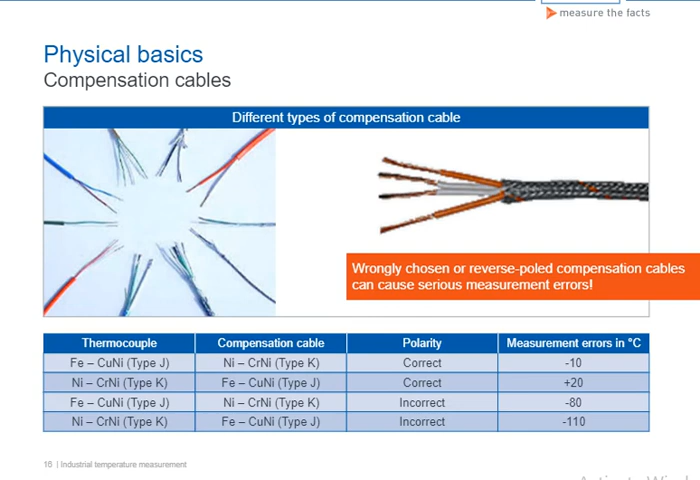 measure the facts
Physical basics
Compensation cables
Different types of compensation cable
Wrongly chosen or reverse-poled compensation cables
can cause serious measurement errors!
Thermocouple Compensation cable Polarity Measurement errors in °C
Fe – CuNi (Type J) Ni – CrNi (Type K) Correct -10
Ni – CrNi (Type K) Fe – CuNi (Type J) Correct +20
Fe – CuNi (Type J) Ni – CrNi (Type K) Incorrect -80
Ni – CrNi (Type K) Fe – CuNi (Type J) Incorrect -110
15 | Industrial temperature measurement